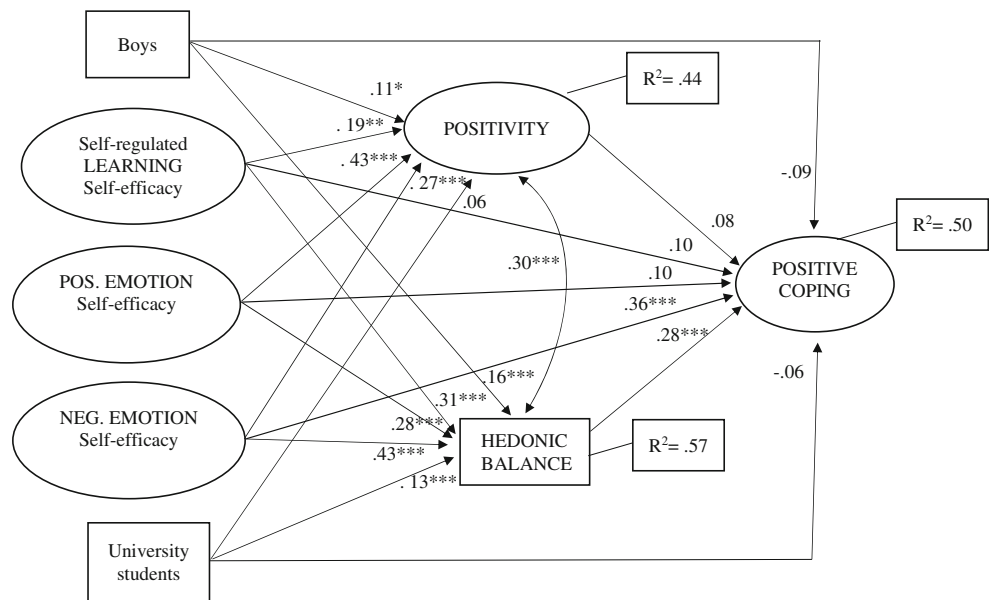 Boys
.11*
R²= .44
POSITIVITY
. 19**
Self-regulated
LEARNING
Self-efficacy
. 43***
. 27***
.06
-.09
.08
R²= .50
.10
.30***
.10
POSITIVE
COPING
POS. EMOTION
Self-efficacy
.36***
.28***
-.06
.16***
.31***
NEG. EMOTION
Self-efficacy
.28***
.43***
HEDONIC
BALANCE
R²= .57
. 13***
University
students